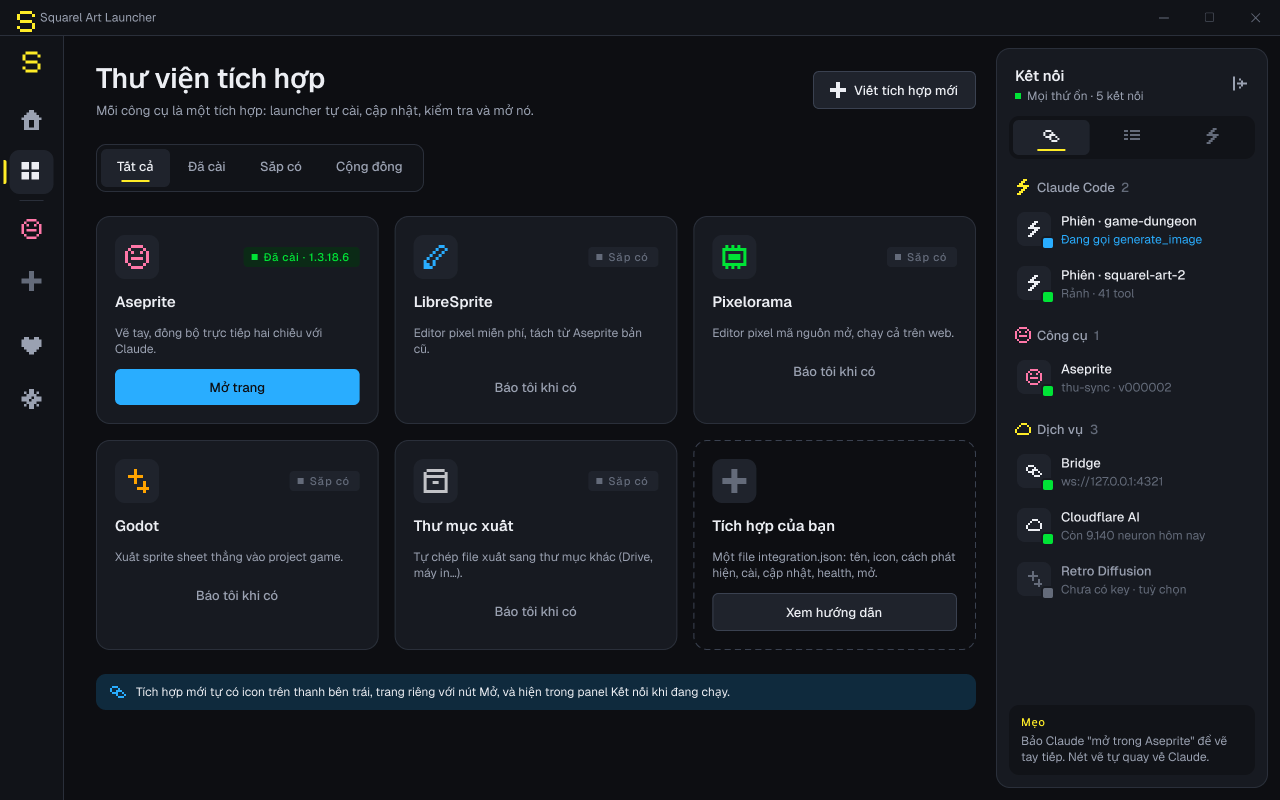 Squarel Art Launcher
Thư viện tích hợp
Mỗi công cụ là một tích hợp: launcher tự cài, cập nhật, kiểm tra và mở nó.
Viết tích hợp mới
Tất cả
Đã cài
Sắp có
Cộng đồng
Đã cài · 1.3.18.6
Aseprite
Vẽ tay, đồng bộ trực tiếp hai chiều với
Claude.
Mở trang
Sắp có
LibreSprite
Editor pixel miễn phí, tách từ Aseprite bản
cũ.
Báo tôi khi có
Sắp có
Pixelorama
Editor pixel mã nguồn mở, chạy cả trên web.
Báo tôi khi có
Sắp có
Godot
Xuất sprite sheet thẳng vào project game.
Báo tôi khi có
Sắp có
Thư mục xuất
Tự chép file xuất sang thư mục khác (Drive,
máy in…).
Báo tôi khi có
Tích hợp của bạn
Một file integration.json: tên, icon, cách phát
hiện, cài, cập nhật, health, mở.
Xem hướng dẫn
Tích hợp mới tự có icon trên thanh bên trái, trang riêng với nút Mở, và hiện trong panel Kết nối khi đang chạy.
Kết nối
Mọi thứ ổn · 5 kết nối
Claude Code 2
Phiên · game-dungeon
Đang gọi generate_image
Phiên · squarel-art-2
Rảnh · 41 tool
Công cụ 1
Aseprite
thu-sync · v000002
Dịch vụ 3
Bridge
ws://127.0.0.1:4321
Cloudflare AI
Còn 9.140 neuron hôm nay
Retro Diffusion
Chưa có key · tuỳ chọn
Mẹo
Bảo Claude "mở trong Aseprite" để vẽ
tay tiếp. Nét vẽ tự quay về Claude.